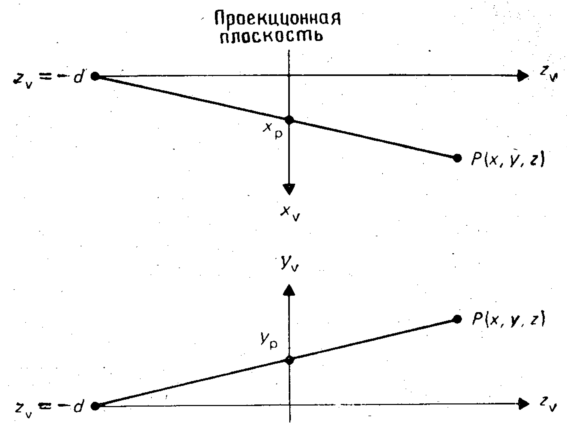 Проекционная
плоскость
z_v = -d
z_v
x_p
P(x, y, z)
x_v
y_v
P(x, y, z)
y_p
z_v = -d
z_v